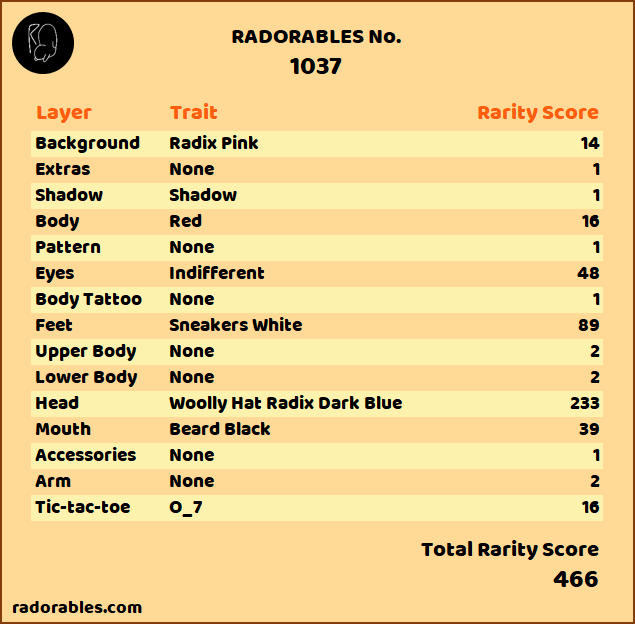 RADORABLES No.
1037
Layer Trait Rarity Score
Background Radix Pink 14
Extras None 1
Shadow Shadow 1
Body Red 16
Pattern None 1
Eyes Indifferent 48
Body Tattoo None 1
Feet Sneakers White 89
Upper Body None 2
Lower Body None 2
Head Woolly Hat Radix Dark Blue 233
Mouth Beard Black 39
Accessories None 1
Arm None 2
Tic-tac-toe O_7 16
Total Rarity Score
466
radorables.com